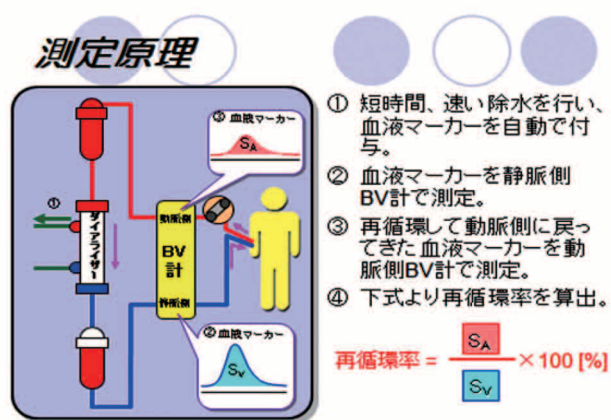 測定原理
① 短時間、速い除水を行い、
血液マーカーを自動で付
与。
② 血液マーカーを静脈側
BV計で測定。
③ 再循環して動脈側に戻っ
てきた血液マーカーを動
脈側BV計で測定。
④ 下式より再循環率を算出。
再循環率 = SA / SV ×100 [%]
③ 血液マーカー
SA
①
ダイアライザー
動脈側
BV
計
静脈側
② 血液マーカー
SV